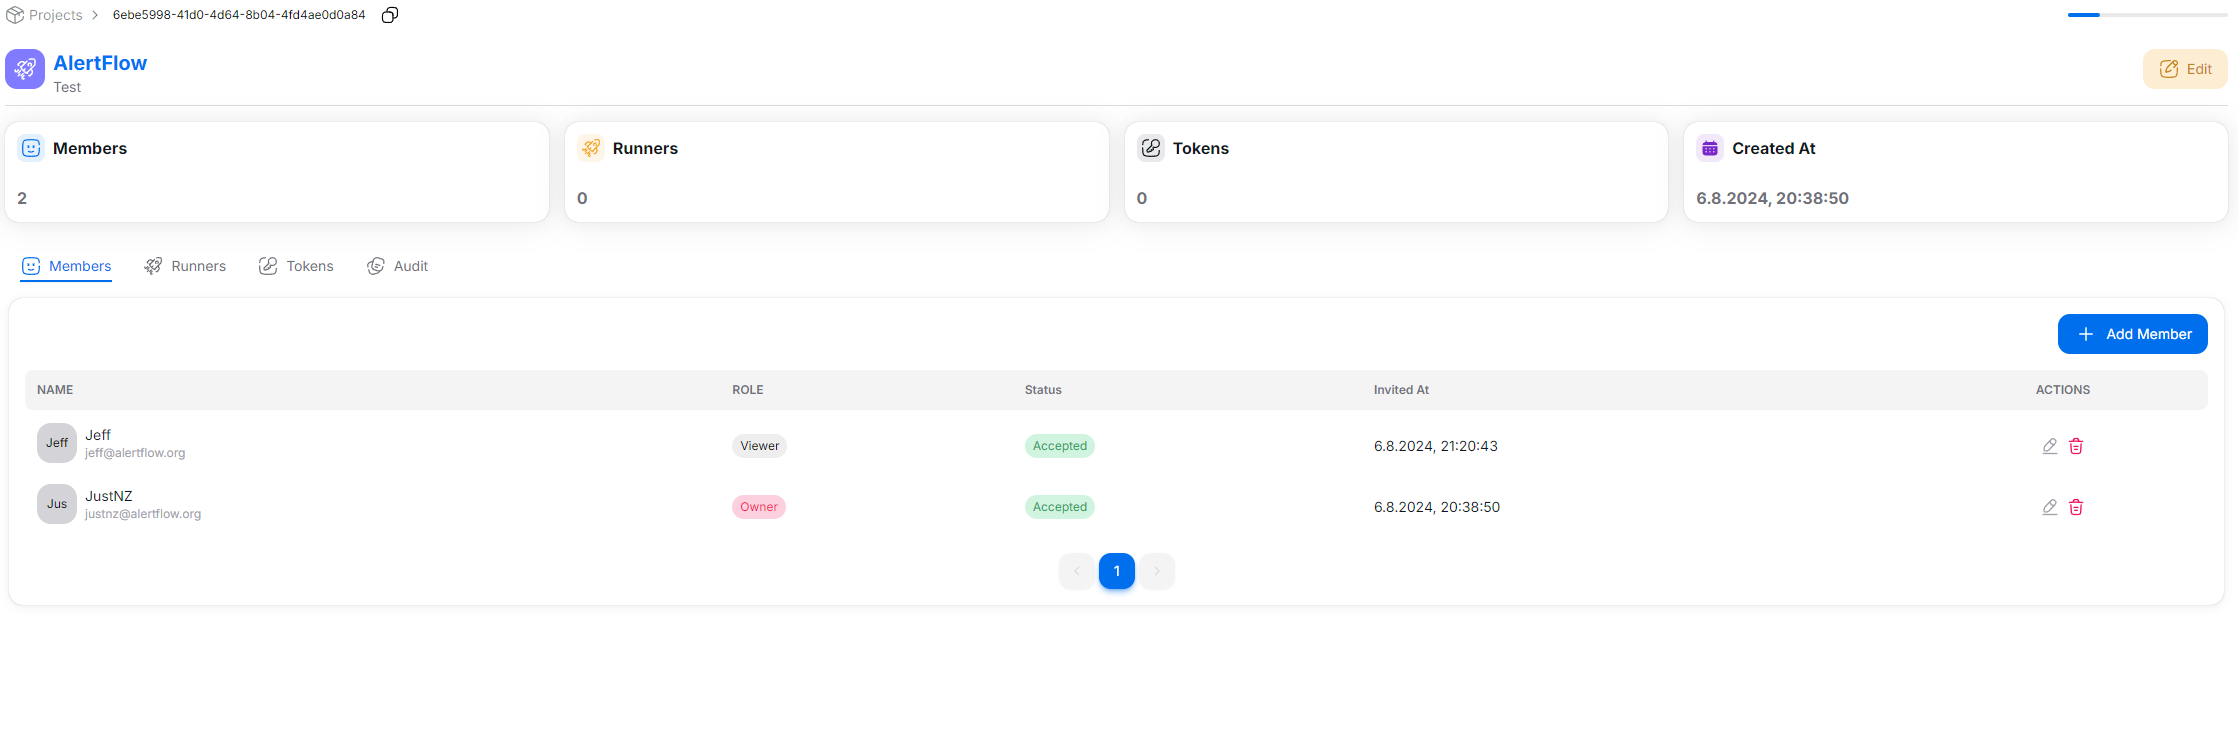 Projects > 6ebe5998-41d0-4d64-8b04-4fd4ae0d0a84
AlertFlow
Test
Edit
Members
2
Runners
0
Tokens
0
Created At
6.8.2024, 20:38:50
Members Runners Tokens Audit
Add Member
NAME ROLE Status Invited At ACTIONS
Jeff Jeff Viewer Accepted 6.8.2024, 21:20:43
jeff@alertflow.org
Jus JustNZ Owner Accepted 6.8.2024, 20:38:50
justnz@alertflow.org
1